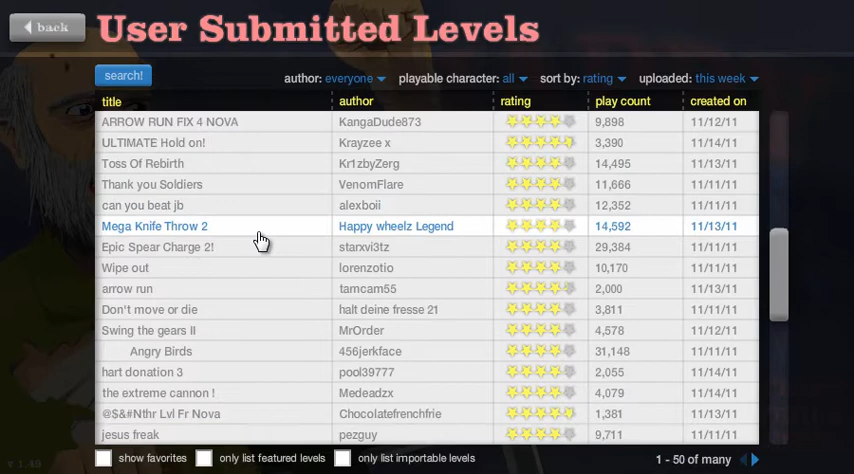 back
User Submitted Levels
search!
author: everyone playable character: all sort by: rating uploaded: this week
title author rating play count created on
ARROW RUN FIX 4 NOVA KangaDude873 9,898 11/12/11
ULTIMATE Hold on! Krayzee x 3,390 11/14/11
Toss Of Rebirth Kr1zbyZerg 14,495 11/13/11
Thank you Soldiers VenomFlare 11,666 11/11/11
can you beat jb alexboii 12,352 11/11/11
Mega Knife Throw 2 Happy wheelz Legend 14,592 11/13/11
Epic Spear Charge 2! starxvi3tz 29,384 11/11/11
Wipe out lorenzotio 10,170 11/11/11
arrow run tamcam55 2,000 11/13/11
Don't move or die halt deine fresse 21 3,811 11/11/11
Swing the gears II MrOrder 4,578 11/12/11
Angry Birds 456jerkface 31,148 11/11/11
hart donation 3 pool39777 2,055 11/14/11
the extreme cannon ! Medeadzx 4,079 11/14/11
@$&#Nthr Lvl Fr Nova Chocolatefrenchfrie 1,381 11/13/11
jesus freak pezguy 9,711 11/11/11
show favorites only list featured levels only list importable levels 1 - 50 of many